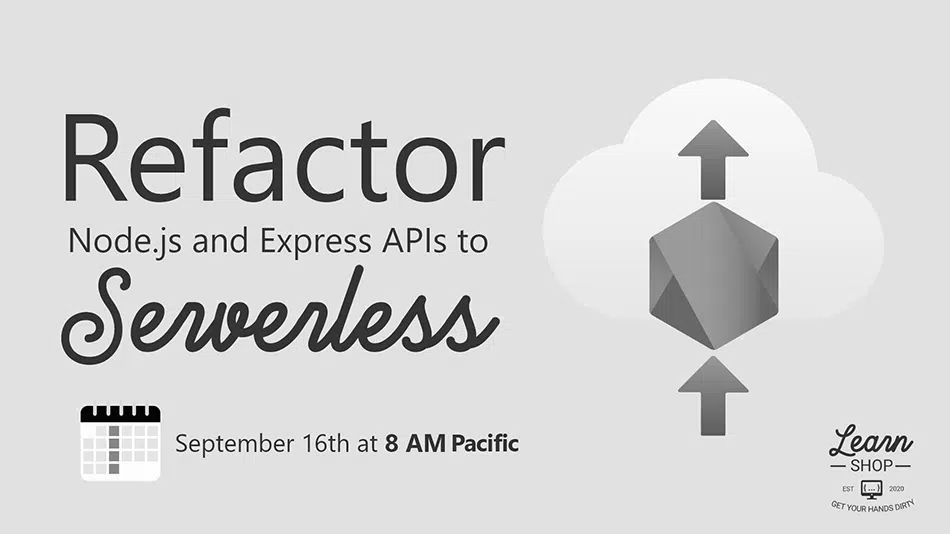 Refactor
Node.js and Express APIs to
Serverless
September 16th at 8 AM Pacific
Learn
SHOP
EST 2020
{...}
GET YOUR HANDS DIRTY